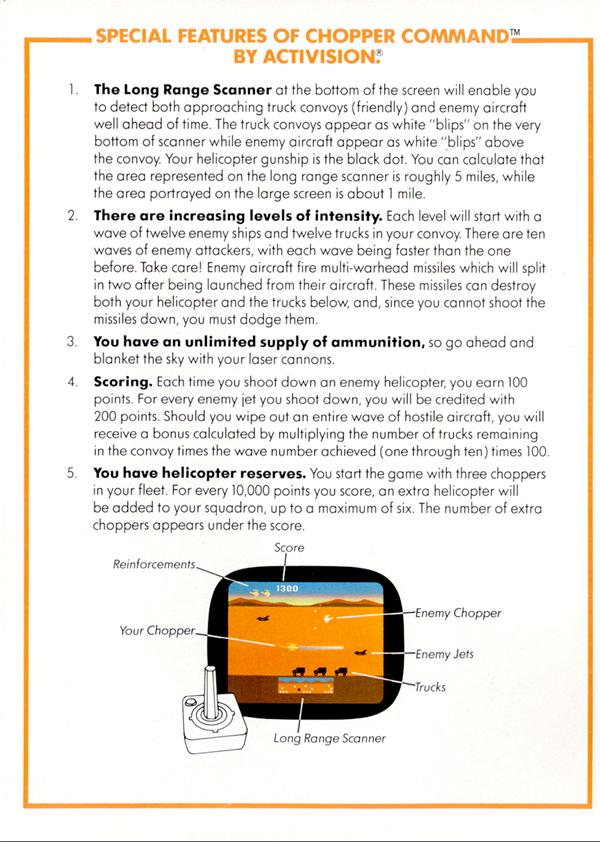 SPECIAL FEATURES OF CHOPPER COMMAND™
BY ACTIVISION®.
1. The Long Range Scanner at the bottom of the screen will enable you
to detect both approaching truck convoys (friendly) and enemy aircraft
well ahead of time. The truck convoys appear as white "blips" on the very
bottom of scanner while enemy aircraft appear as white "blips" above
the convoy. Your helicopter gunship is the black dot. You can calculate that
the area represented on the long range scanner is roughly 5 miles, while
the area portrayed on the large screen is about 1 mile.
2. There are increasing levels of intensity. Each level will start with a
wave of twelve enemy ships and twelve trucks in your convoy. There are ten
waves of enemy attackers, with each wave being faster than the one
before. Take care! Enemy aircraft fire multi-warhead missiles which will split
in two after being launched from their aircraft. These missiles can destroy
both your helicopter and the trucks below, and, since you cannot shoot the
missiles down, you must dodge them.
3. You have an unlimited supply of ammunition, so go ahead and
blanket the sky with your laser cannons.
4. Scoring. Each time you shoot down an enemy helicopter, you earn 100
points. For every enemy jet you shoot down, you will be credited with
200 points. Should you wipe out an entire wave of hostile aircraft, you will
receive a bonus calculated by multiplying the number of trucks remaining
in the convoy times the wave number achieved (one through ten) times 100.
5. You have helicopter reserves. You start the game with three choppers
in your fleet. For every 10,000 points you score, an extra helicopter will
be added to your squadron, up to a maximum of six. The number of extra
choppers appears under the score.
Score
Reinforcements
1300
Enemy Chopper
Your Chopper
Enemy Jets
Trucks
Long Range Scanner